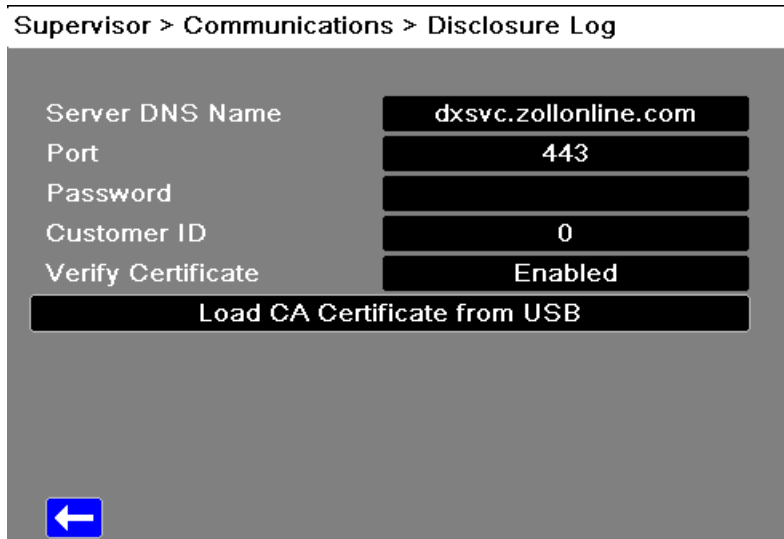 Supervisor > Communications > Disclosure Log
Server DNS Name dxsvc.zollonline.com
Port 443
Password
Customer ID 0
Verify Certificate Enabled
Load CA Certificate from USB